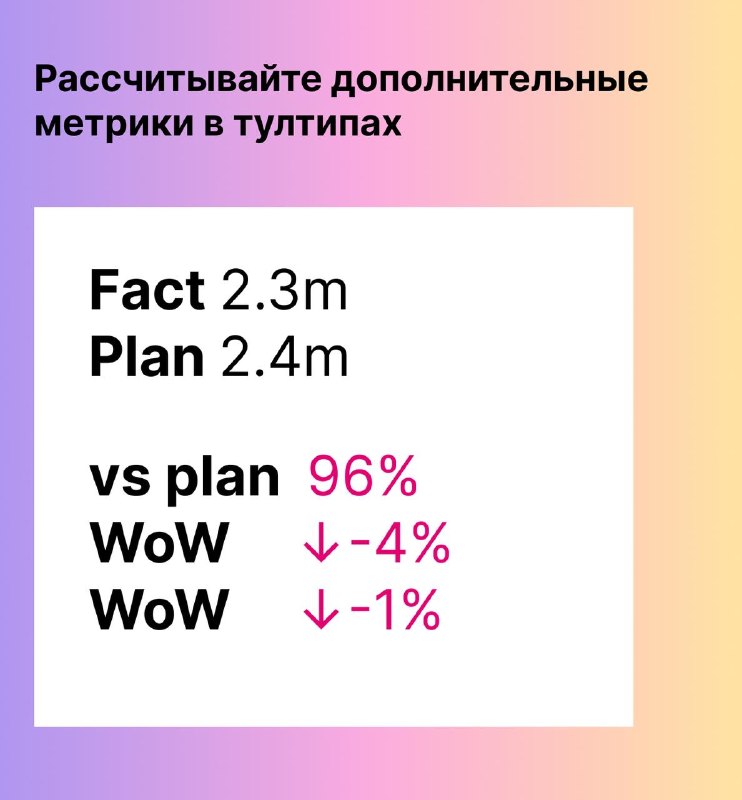 Рассчитывайте дополнительные
метрики в тултипах
Fact 2.3m
Plan 2.4m
vs plan 96%
WoW ↓-4%
WoW ↓-1%